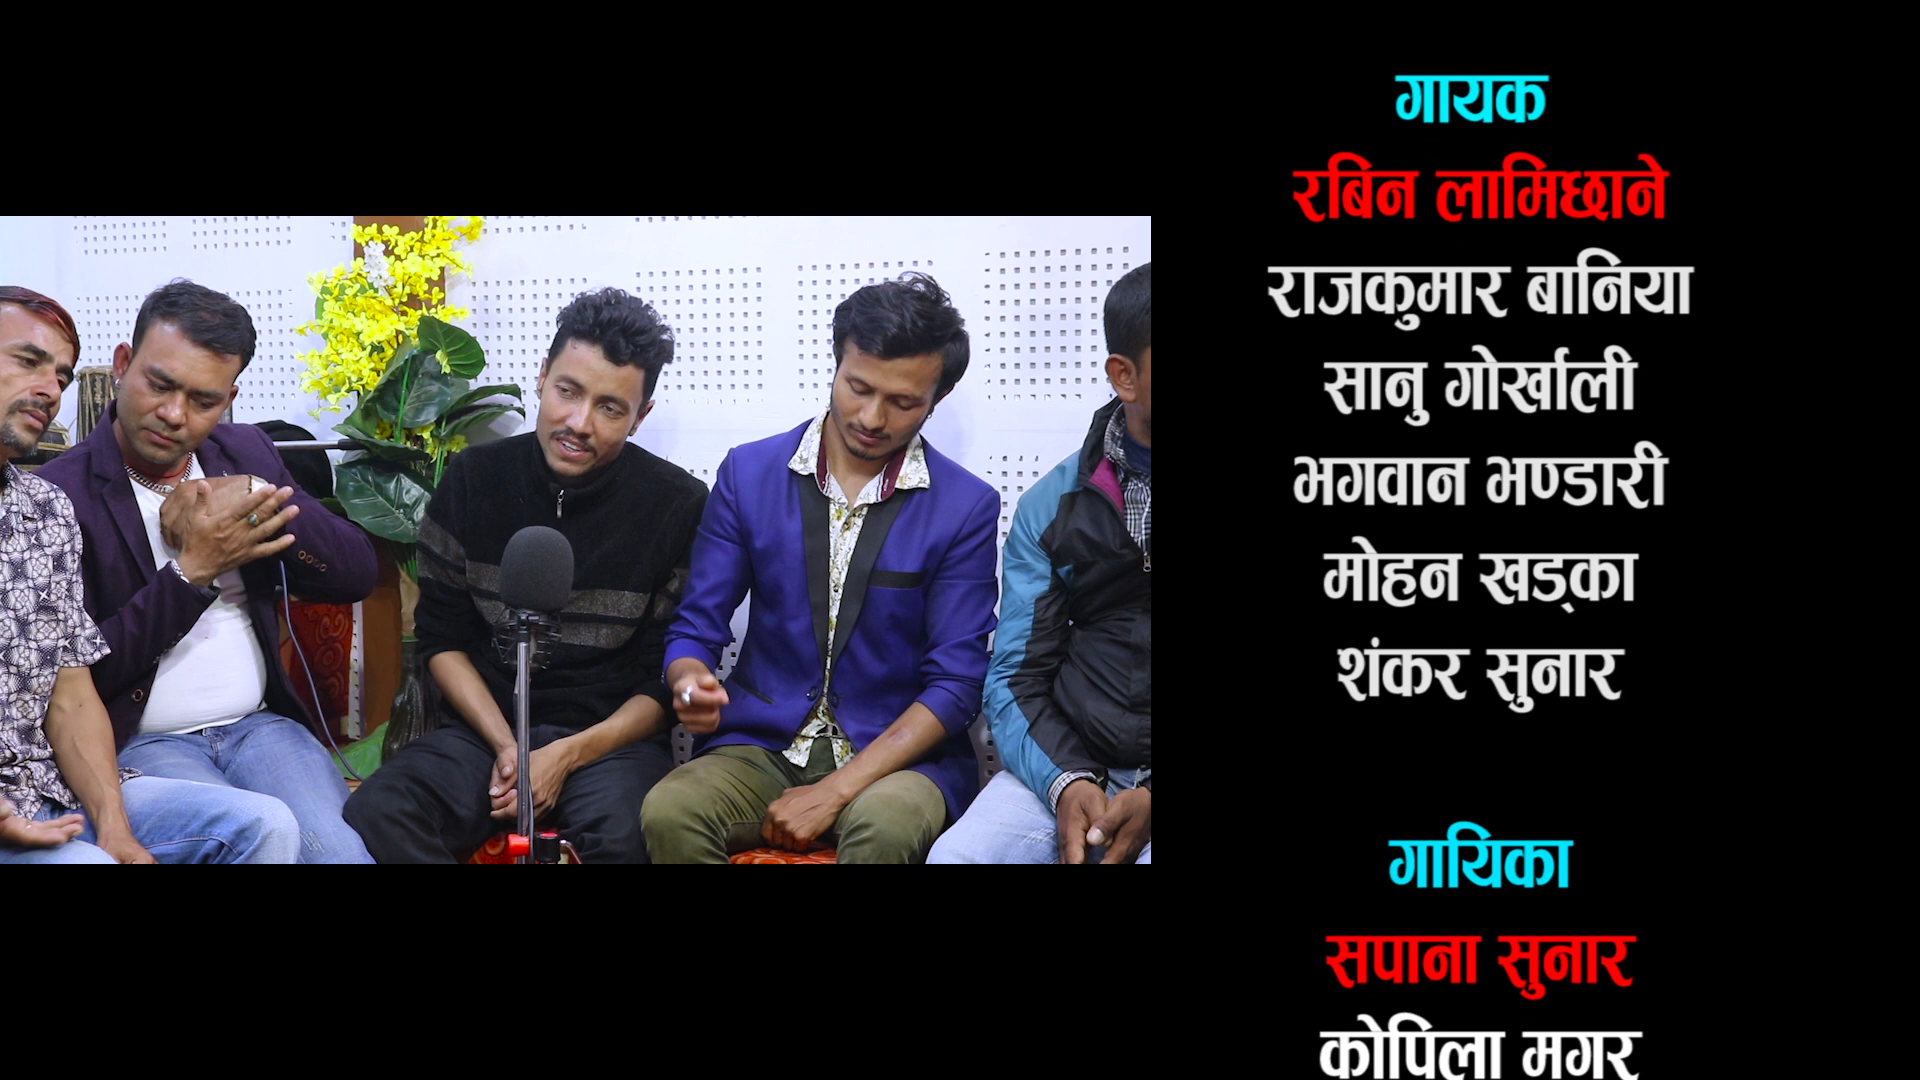 गायक
रबिन लामिछाने
राजकुमार बानिया
सानु गोर्खाली
भगवान भण्डारी
मोहन खड्का
शंकर सुनार
गायिका
सपाना सुनार
कोपिला मगर